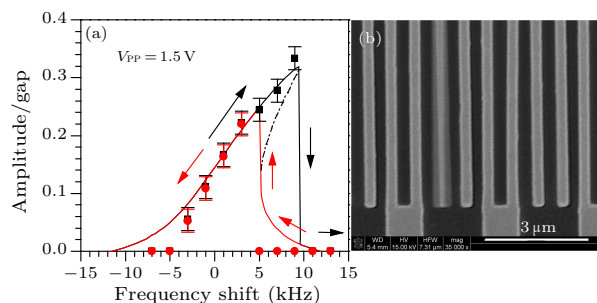 (a)
VPP = 1.5 V
0.4
0.3
0.2
0.1
0.0
Amplitude/gap
−15 −10 −5 0 5 10 15
Frequency shift (kHz)
(b)
3 μm
WD HV HFW mag
5.4 mm 15.00 kV 7.31 μm 35 000 x